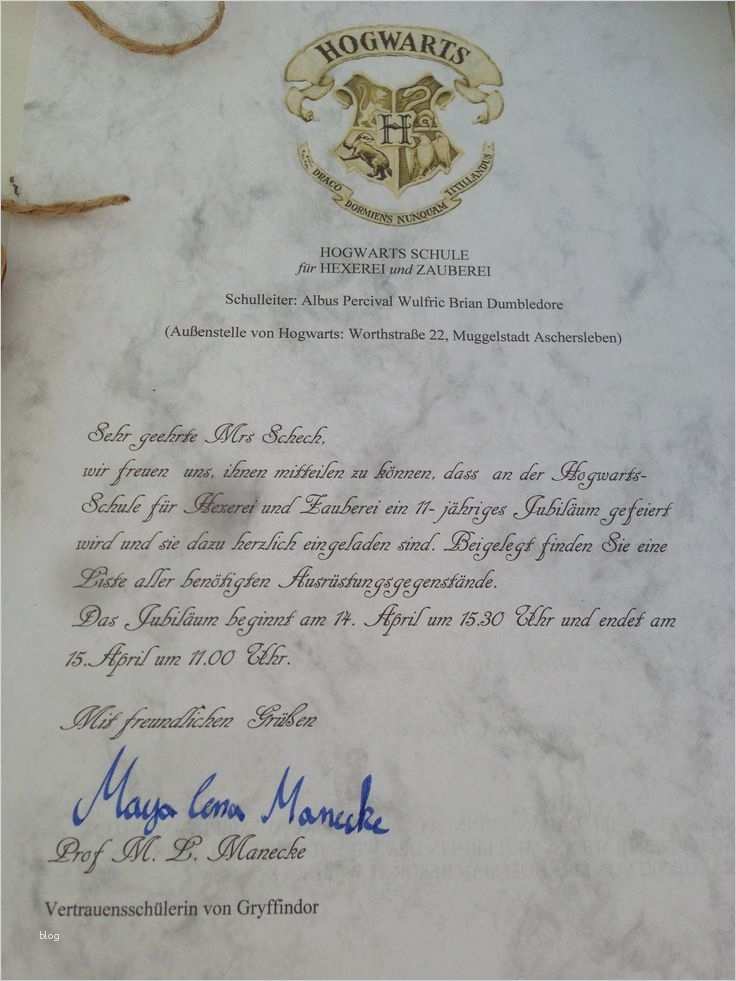 HOGWARTS
H
DRACO DORMIENS NUNQUAM TITILLANDUS
HOGWARTS SCHULE
für HEXEREI und ZAUBEREI
Schulleiter: Albus Percival Wulfric Brian Dumbledore
(Außenstelle von Hogwarts: Worthstraße 22, Muggelstadt Aschersleben)
Sehr geehrte Mrs Schech,
wir freuen uns, ihnen mitteilen zu können, dass an der Hogwarts-
Schule für Hexerei und Zauberei ein 11- jähriges Jubiläum gefeiert
wird und sie dazu herzlich eingeladen sind. Beigelegt finden Sie eine
Liste aller benötigten Ausrüstungsgegenstände.
Das Jubiläum beginnt am 14. April um 15.30 Uhr und endet am
15.April um 11.00 Uhr.
Mit freundlichen Grüßen
Maya lena Manecke
Prof M. L. Manecke
Vertrauensschülerin von Gryffindor
blog